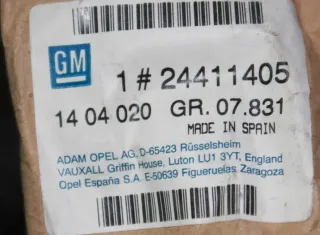 GM
1 # 24411405
14 04 020 GR. 07.831
MADE IN SPAIN
ADAM OPEL AG, D-65423 Rüsselsheim
VAUXALL Griffin House, Luton LU1 3YT, England
Opel España S.A. E-50639 Figueruelas Zaragoza